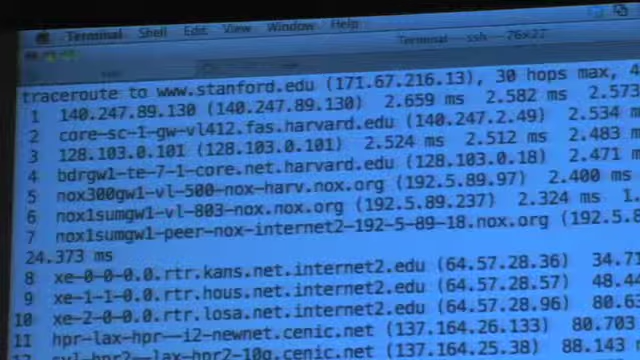 Terminal Shell Edit View Window Help
Terminal — ssh — 76×27
traceroute to www.stanford.edu (171.67.216.13), 30 hops max, 4
1 140.247.89.130 (140.247.89.130) 2.659 ms 2.582 ms 2.573
2 core-sc-1-gw-vl412.fas.harvard.edu (140.247.2.49) 2.534 m
3 128.103.0.101 (128.103.0.101) 2.524 ms 2.512 ms 2.483
4 bdrgw1-te-7-1-core.net.harvard.edu (128.103.0.18) 2.471 m
5 nox300gw1-vl-500-nox-harv.nox.org (192.5.89.97) 2.400 ms
6 nox1sumgw1-vl-803-nox.nox.org (192.5.89.237) 2.324 ms 1.
7 nox1sumgw1-peer-nox-internet2-192-5-89-18.nox.org (192.5.8
24.373 ms
8 xe-0-0-0.0.rtr.kans.net.internet2.edu (64.57.28.36) 34.71
9 xe-1-1-0.0.rtr.hous.net.internet2.edu (64.57.28.57) 48.4
10 xe-2-0-0.0.rtr.losa.net.internet2.edu (64.57.28.96) 80.6
11 hpr-lax-hpr--i2-newnet.cenic.net (137.164.26.133) 80.703
12 svl-hpr2--lax-hpr2-10g.cenic.net (137.164.25.38) 88.143